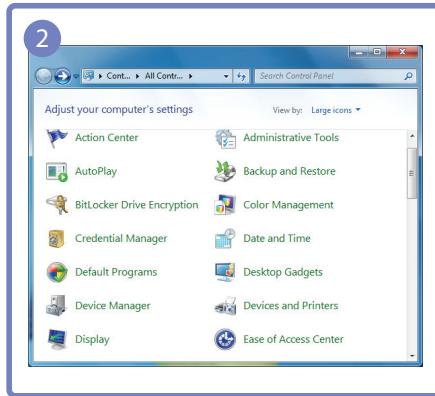 2
Cont... All Contr...
Search Control Panel
Adjust your computer's settings View by: Large icons
Action Center Administrative Tools
AutoPlay Backup and Restore
BitLocker Drive Encryption Color Management
Credential Manager Date and Time
Default Programs Desktop Gadgets
Device Manager Devices and Printers
Display Ease of Access Center